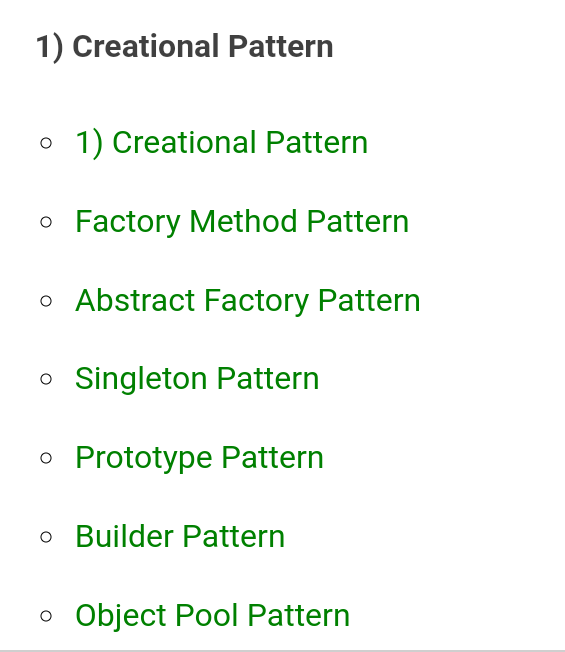 1) Creational Pattern
1) Creational Pattern
Factory Method Pattern
Abstract Factory Pattern
Singleton Pattern
Prototype Pattern
Builder Pattern
Object Pool Pattern